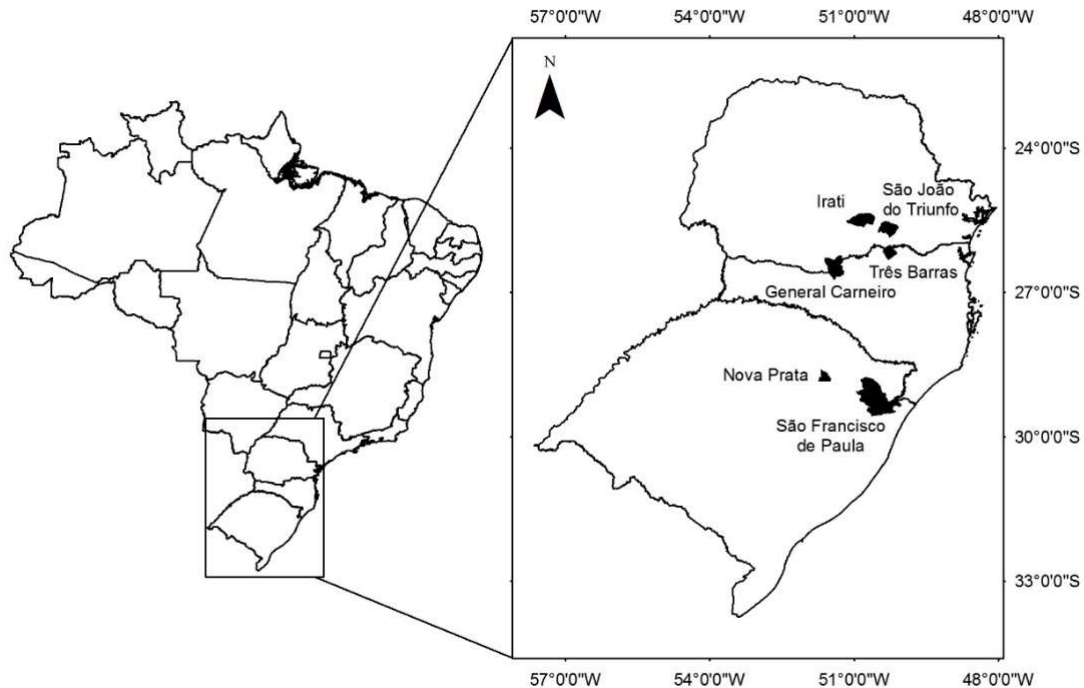 57°0'0"W 54°0'0"W 51°0'0"W 48°0'0"W
N
24°0'0"S
São João
do Triunfo
Irati
Três Barras
General Carneiro
27°0'0"S
Nova Prata
São Francisco
de Paula
30°0'0"S
33°0'0"S
57°0'0"W 54°0'0"W 51°0'0"W 48°0'0"W